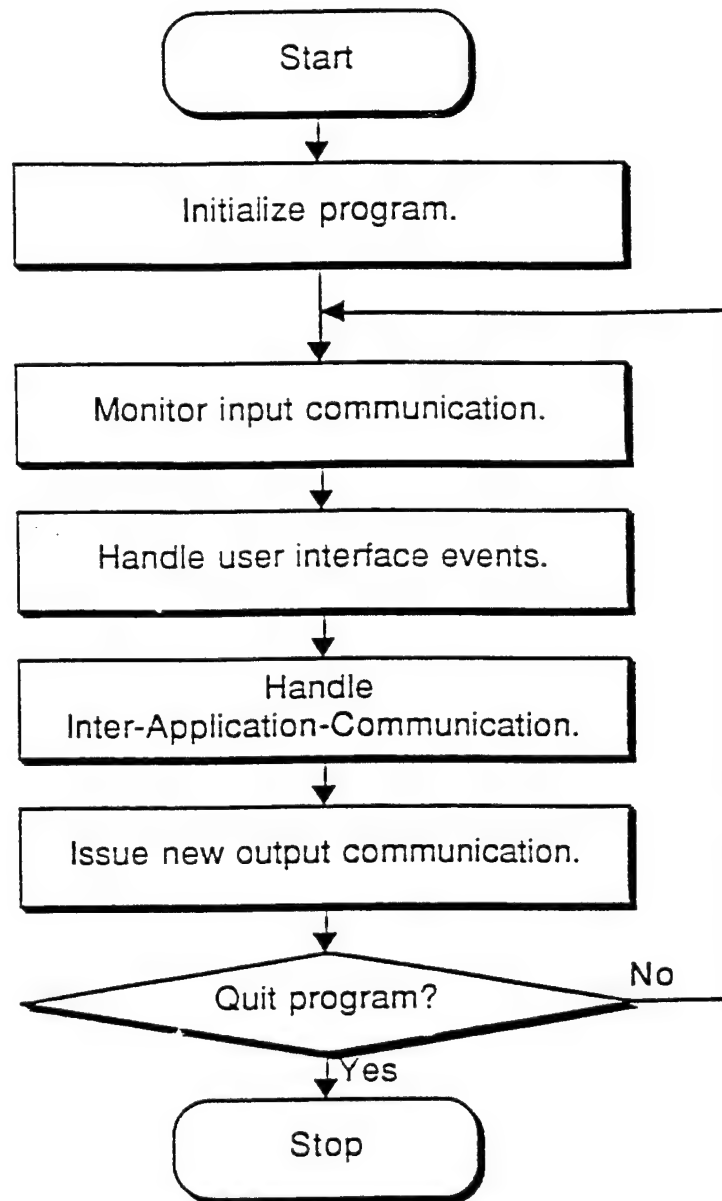 Start
Initialize program.
Monitor input communication.
Handle user interface events.
Handle
Inter-Application-Communication.
Issue new output communication.
Quit program?
No
Yes
Stop